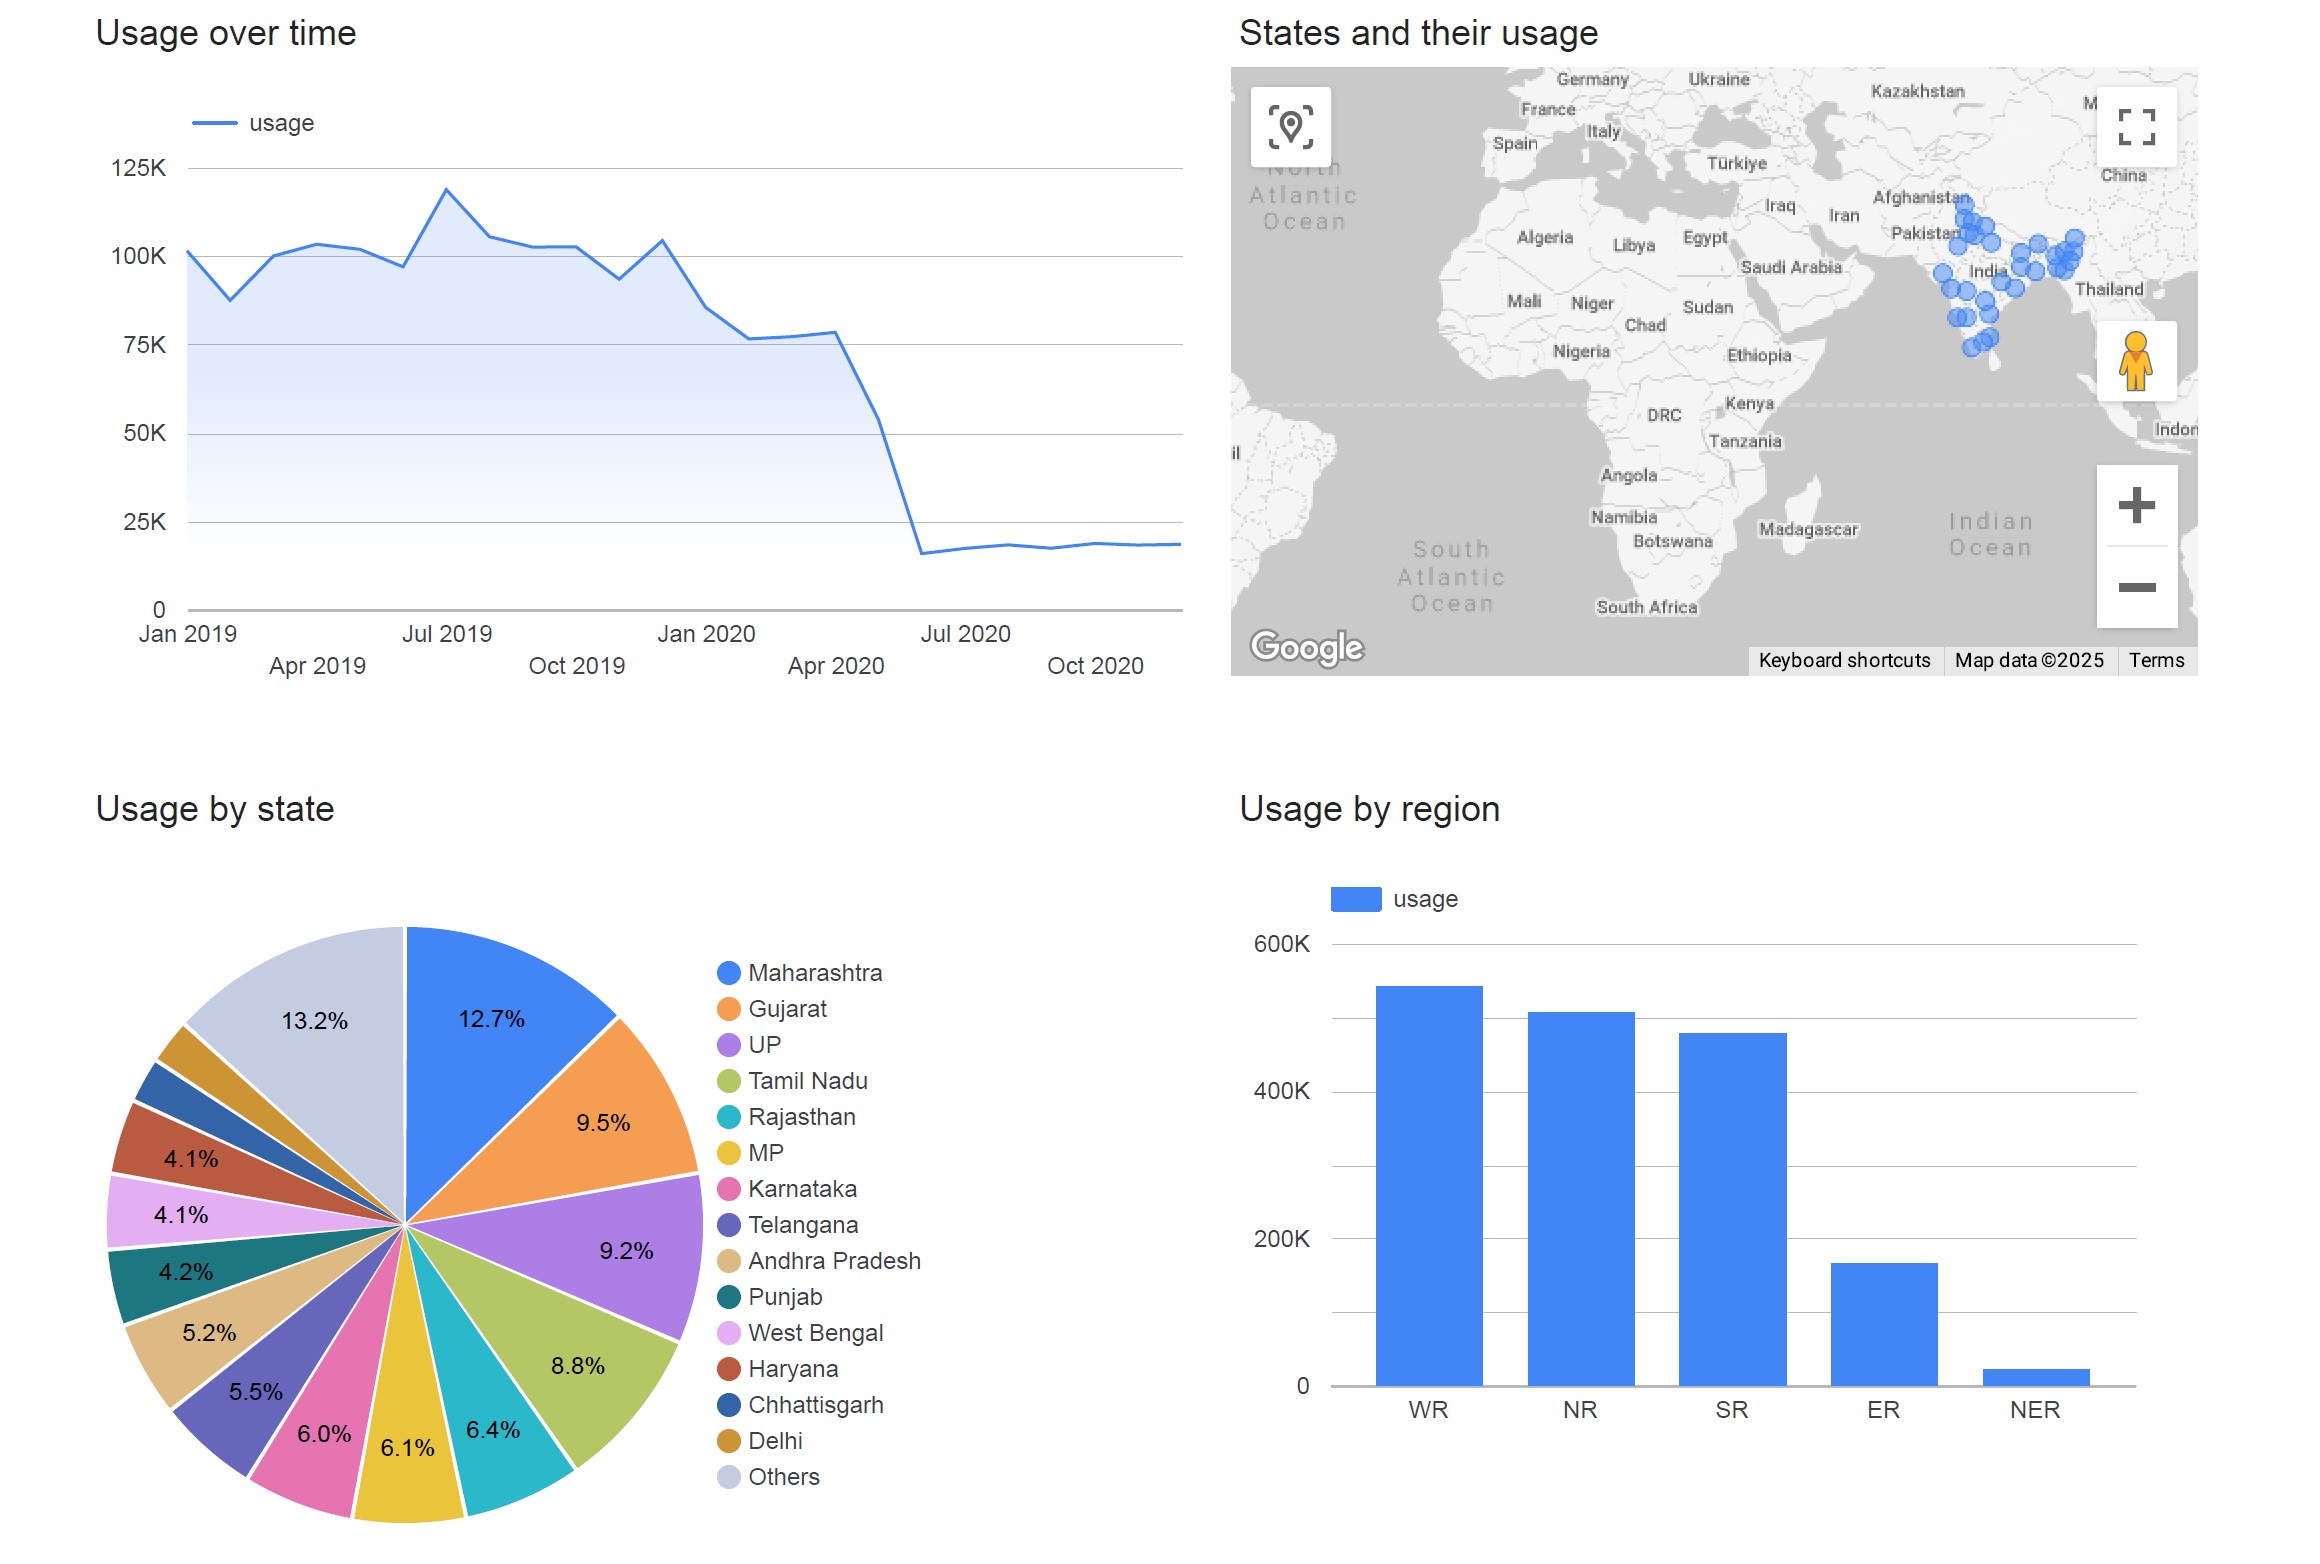 Usage over time
usage
125K
100K
75K
50K
25K
0
Jan 2019
Apr 2019
Jul 2019
Oct 2019
Jan 2020
Apr 2020
Jul 2020
Oct 2020
States and their usage
Germany
Ukraine
Kazakhstan
M
France
Italy
Spain
Türkiye
China
North
Atlantic
Ocean
Afghanistan
Iraq
Iran
Pakistan
Algeria
Libya
Egypt
Saudi Arabia
India
Thailand
Mali
Niger
Sudan
Chad
Nigeria
Ethiopia
DRC
Kenya
Tanzania
Indon
il
Angola
Namibia
Madagascar
Botswana
Indian
Ocean
South
Atlantic
Ocean
South Africa
Google
Keyboard shortcuts
Map data ©2025
Terms
Usage by state
13.2%
12.7%
9.5%
9.2%
8.8%
6.4%
6.1%
6.0%
5.5%
5.2%
4.2%
4.1%
4.1%
Maharashtra
Gujarat
UP
Tamil Nadu
Rajasthan
MP
Karnataka
Telangana
Andhra Pradesh
Punjab
West Bengal
Haryana
Chhattisgarh
Delhi
Others
Usage by region
usage
600K
400K
200K
0
WR
NR
SR
ER
NER